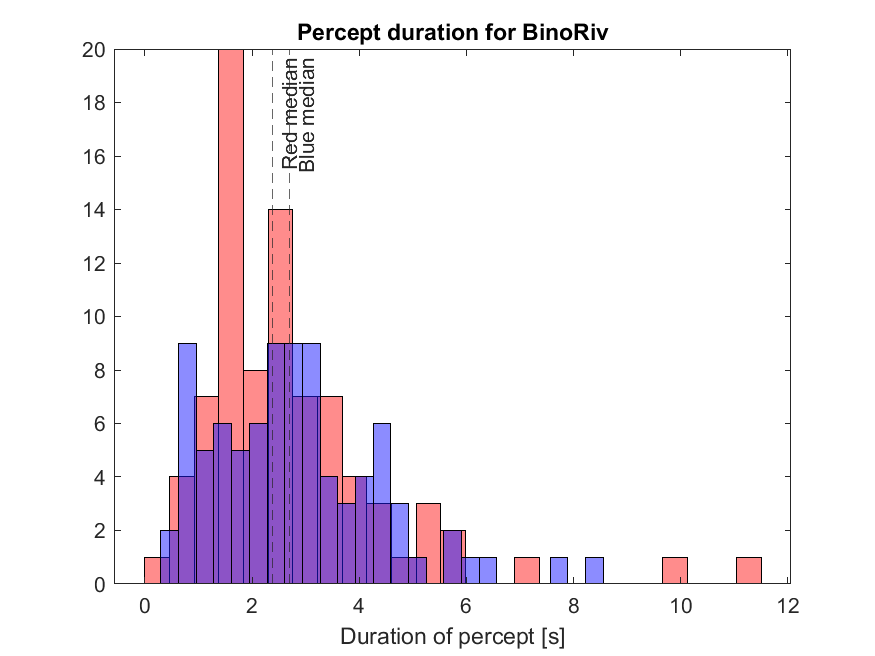 Percept duration for BinoRiv
20
18
16
14
12
10
8
6
4
2
0
Red median
Blue median
0 2 4 6 8 10 12
Duration of percept [s]